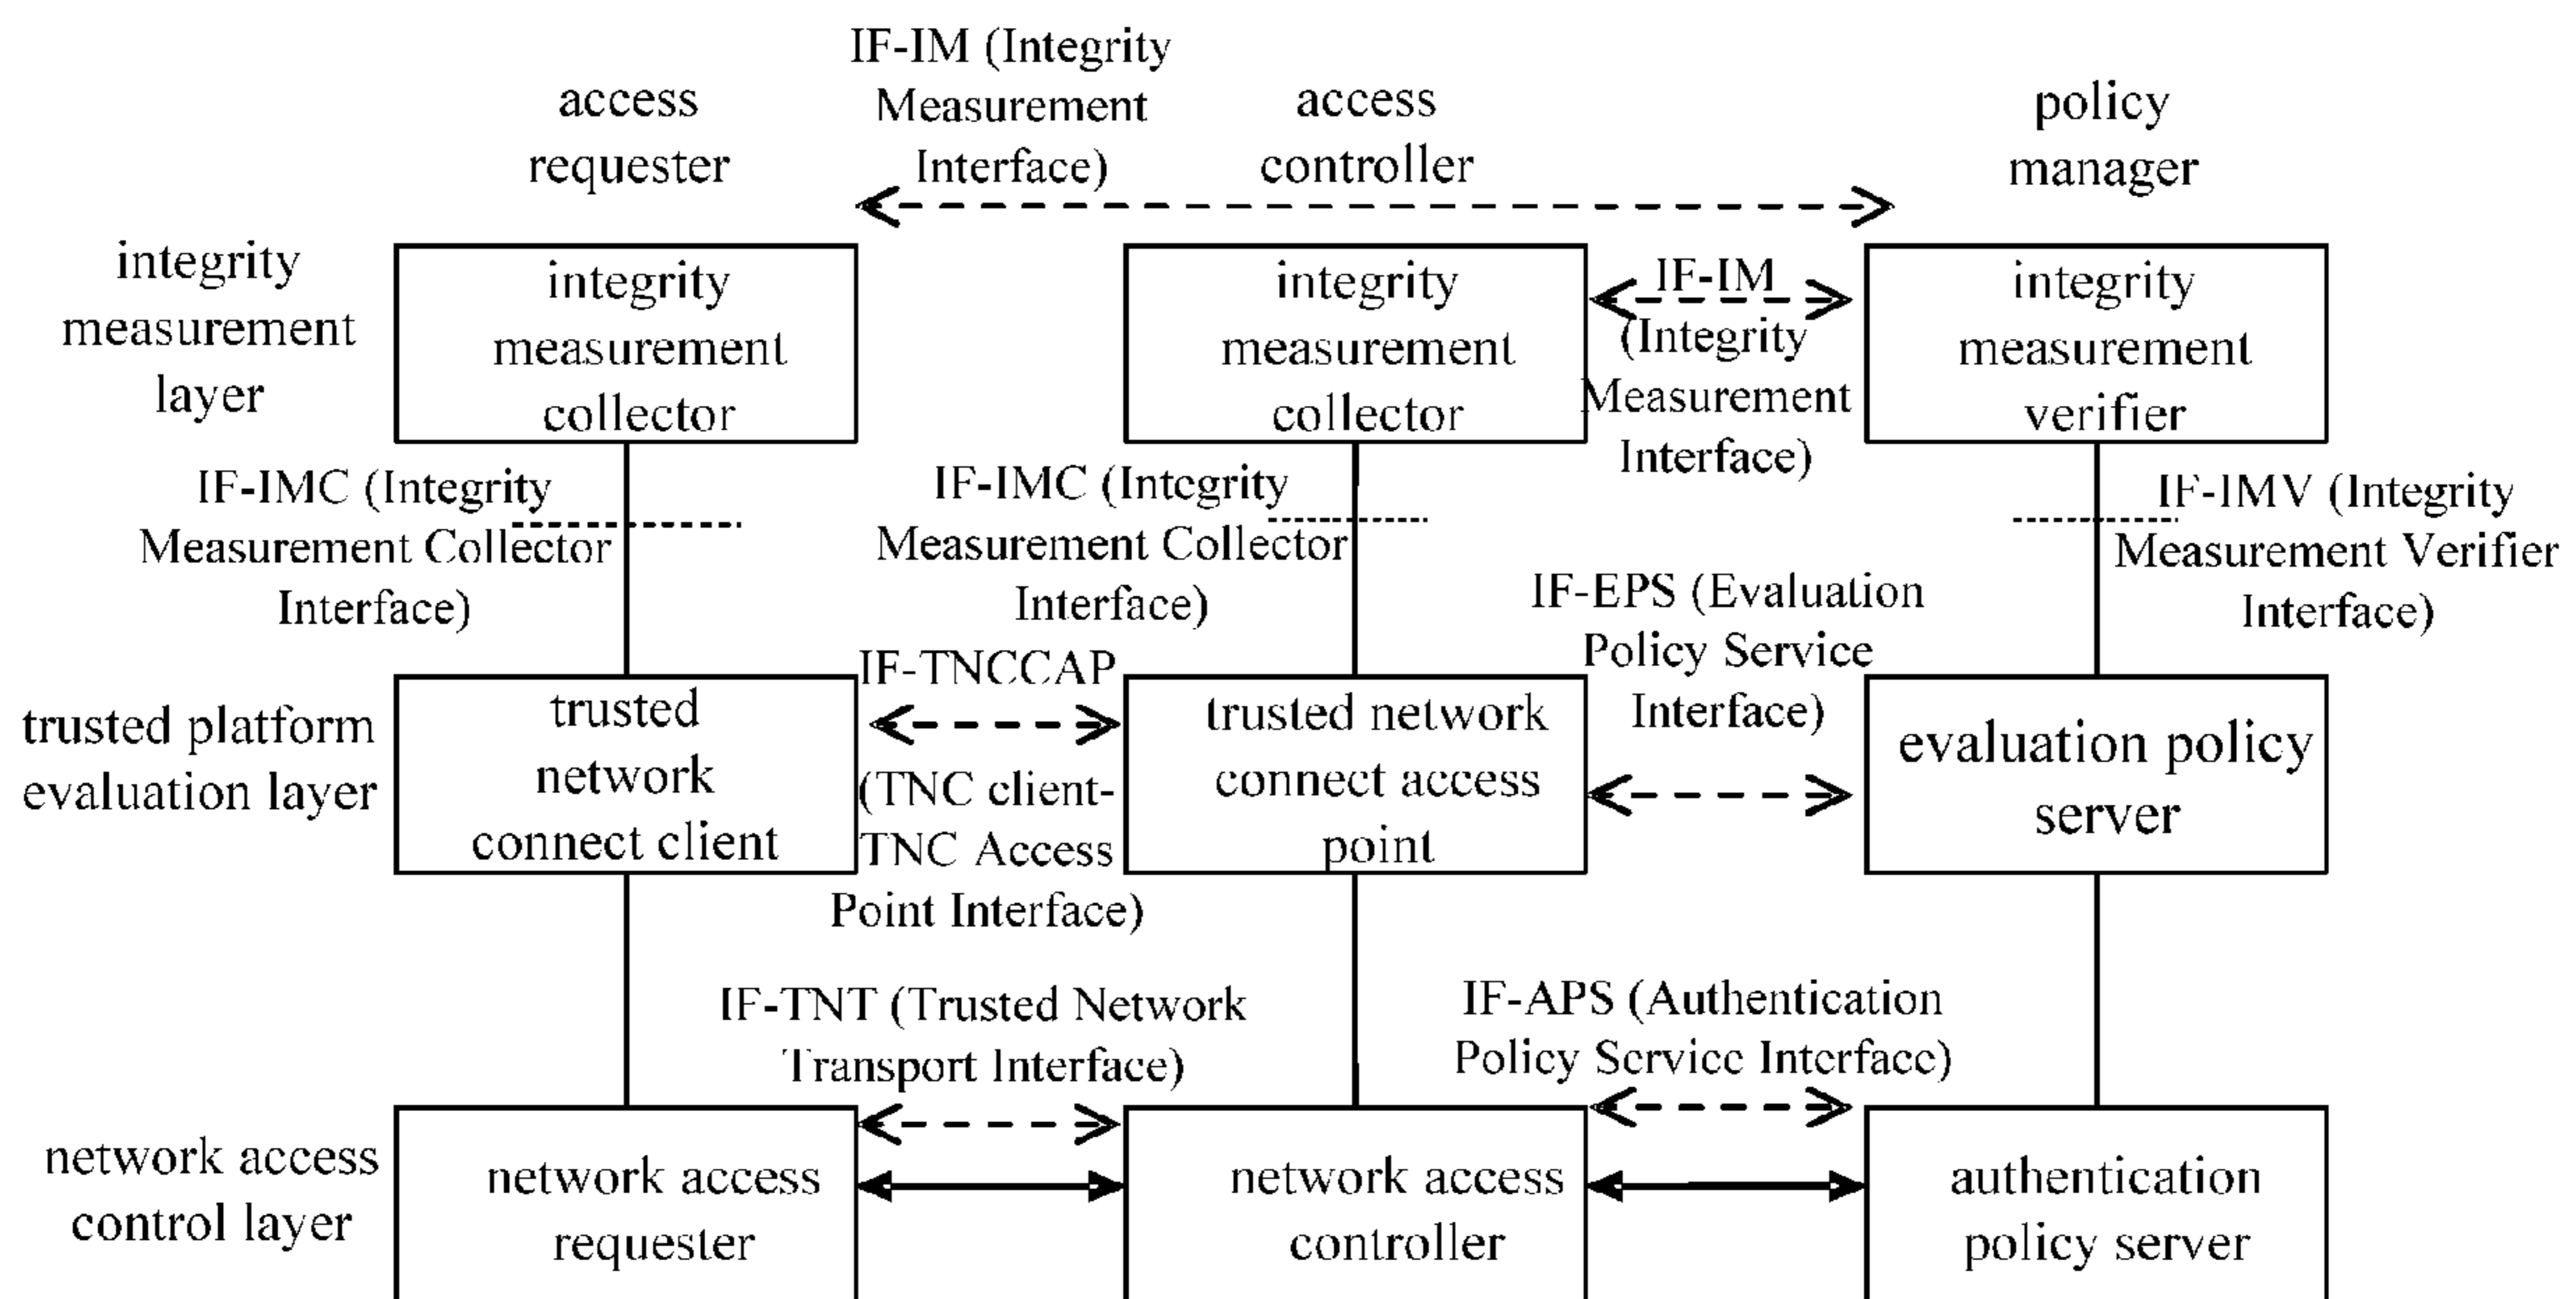 IF-IM (Integrity
Measurement
Interface)
access
requester
access
controller
policy
manager
integrity
measurement
layer
integrity
measurement
collector
integrity
measurement
collector
IF-IM
(Integrity
Measurement
Interface)
integrity
measurement
verifier
IF-IMC (Integrity
Measurement Collector
Interface)
IF-IMC (Integrity
Measurement Collector
Interface)
IF-IMV (Integrity
Measurement Verifier
Interface)
trusted platform
evaluation layer
trusted
network
connect client
IF-TNCCAP
(TNC client-
TNC Access
Point Interface)
trusted network
connect access
point
IF-EPS (Evaluation
Policy Service
Interface)
evaluation policy
server
IF-TNT (Trusted Network
Transport Interface)
IF-APS (Authentication
Policy Service Interface)
network access
control layer
network access
requester
network access
controller
authentication
policy server